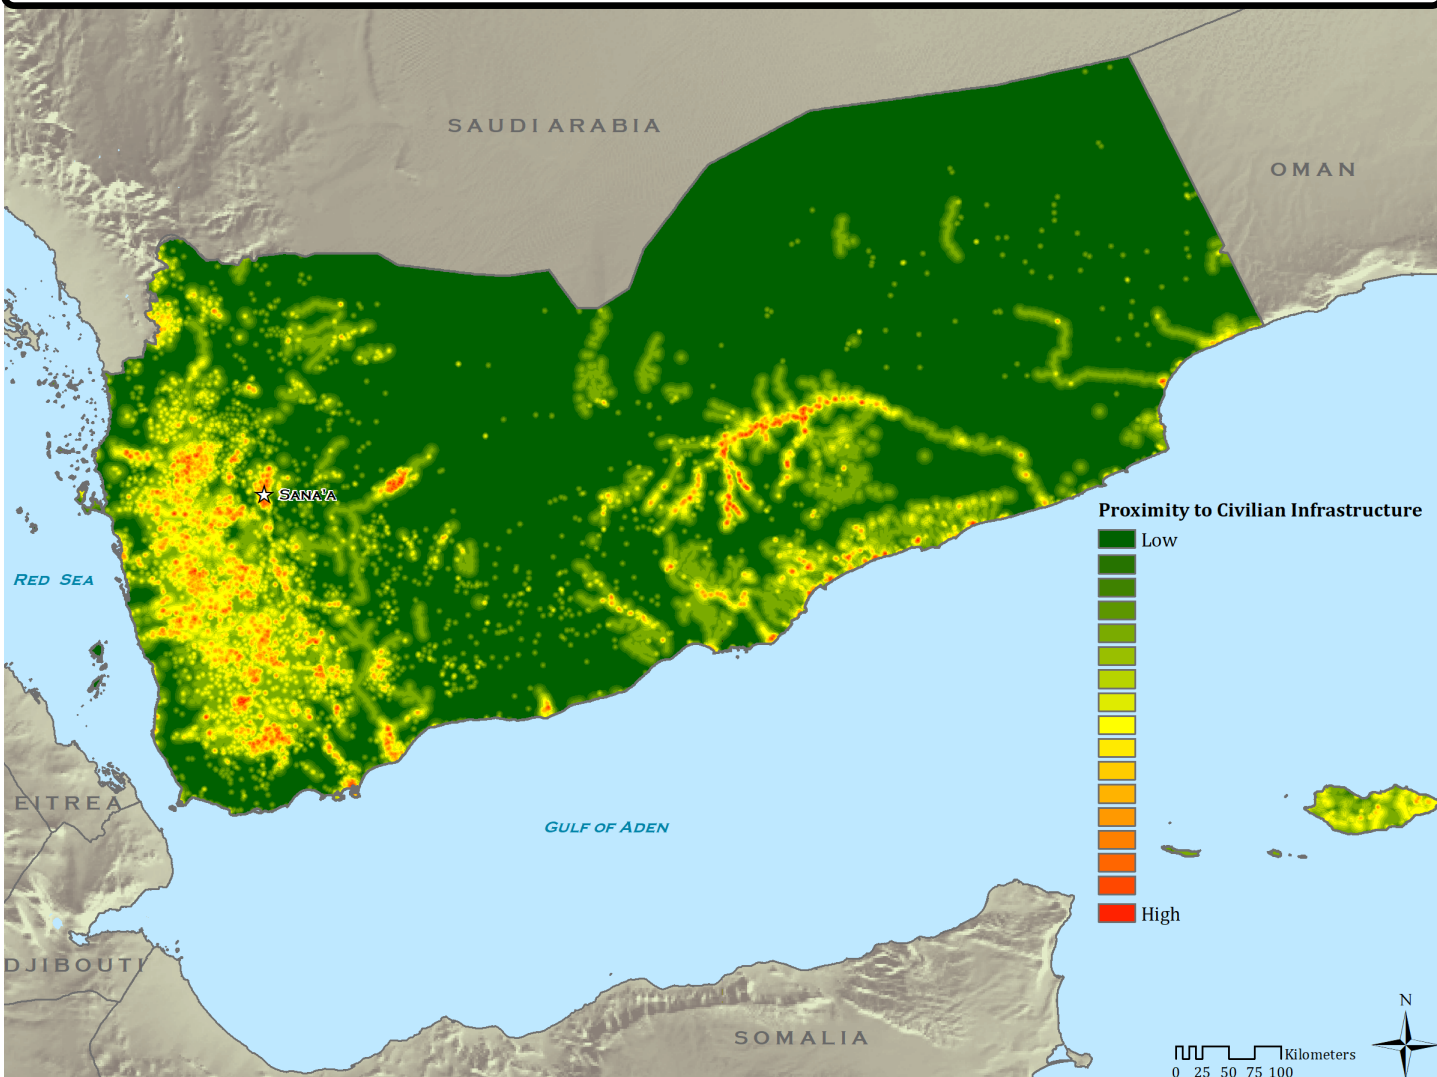 SAUDI ARABIA
OMAN
SANA'A
Proximity to Civilian Infrastructure
Low
RED SEA
EITREA
GULF OF ADEN
High
DJIBOUTI
N
SOMALIA
Kilometers
0 25 50 75 100